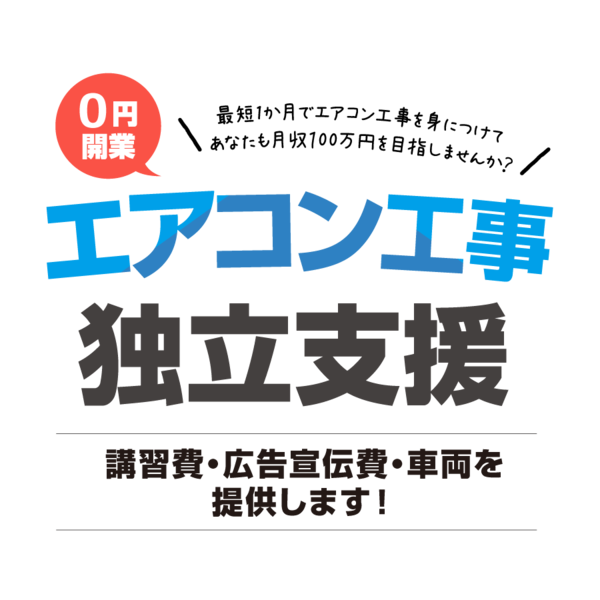 0円
開業
最短1か月でエアコン工事を身につけて
あなたも月収100万円を目指しませんか?
エアコン工事
独立支援
講習費・広告宣伝費・車両を
提供します!